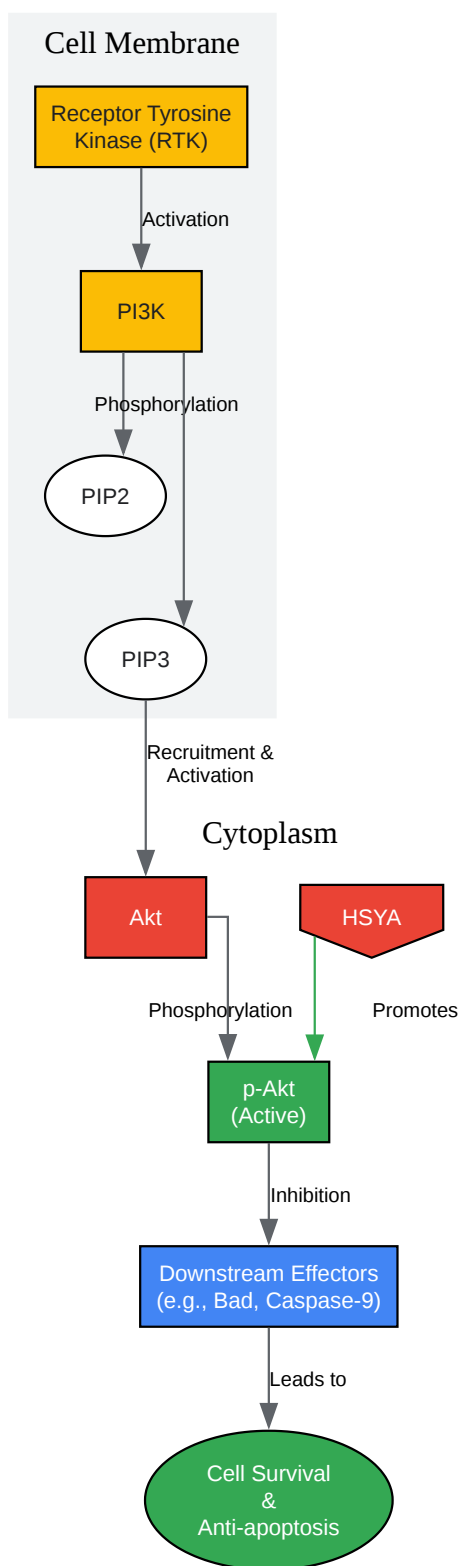 Cell Membrane
Receptor Tyrosine
Kinase (RTK)
Activation
PI3K
Phosphorylation
PIP2
PIP3
Recruitment &
Activation
Cytoplasm
Akt
HSYA
Phosphorylation
Promotes
p-Akt
(Active)
Inhibition
Downstream Effectors
(e.g., Bad, Caspase-9)
Leads to
Cell Survival
&
Anti-apoptosis